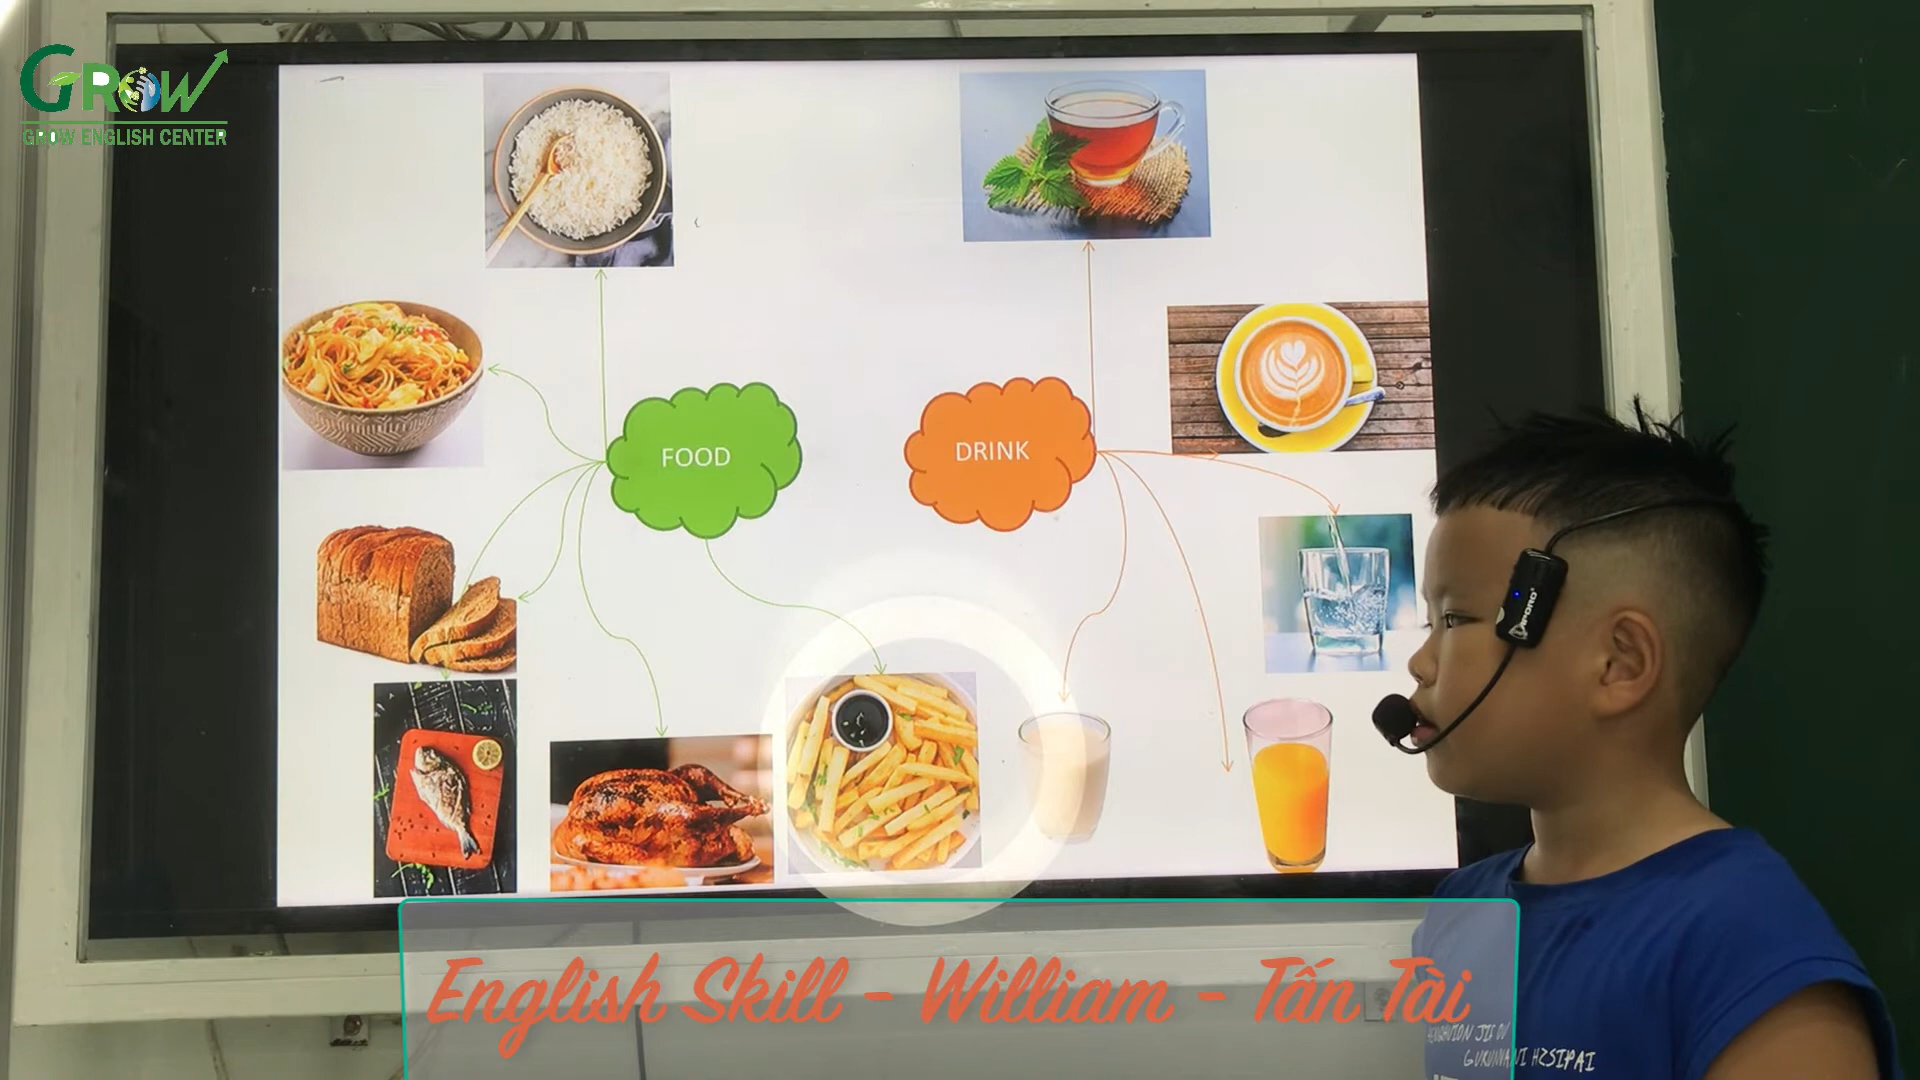 GROW
GROW ENGLISH CENTER
FOOD
DRINK
English Skill - William - Tấn Tài